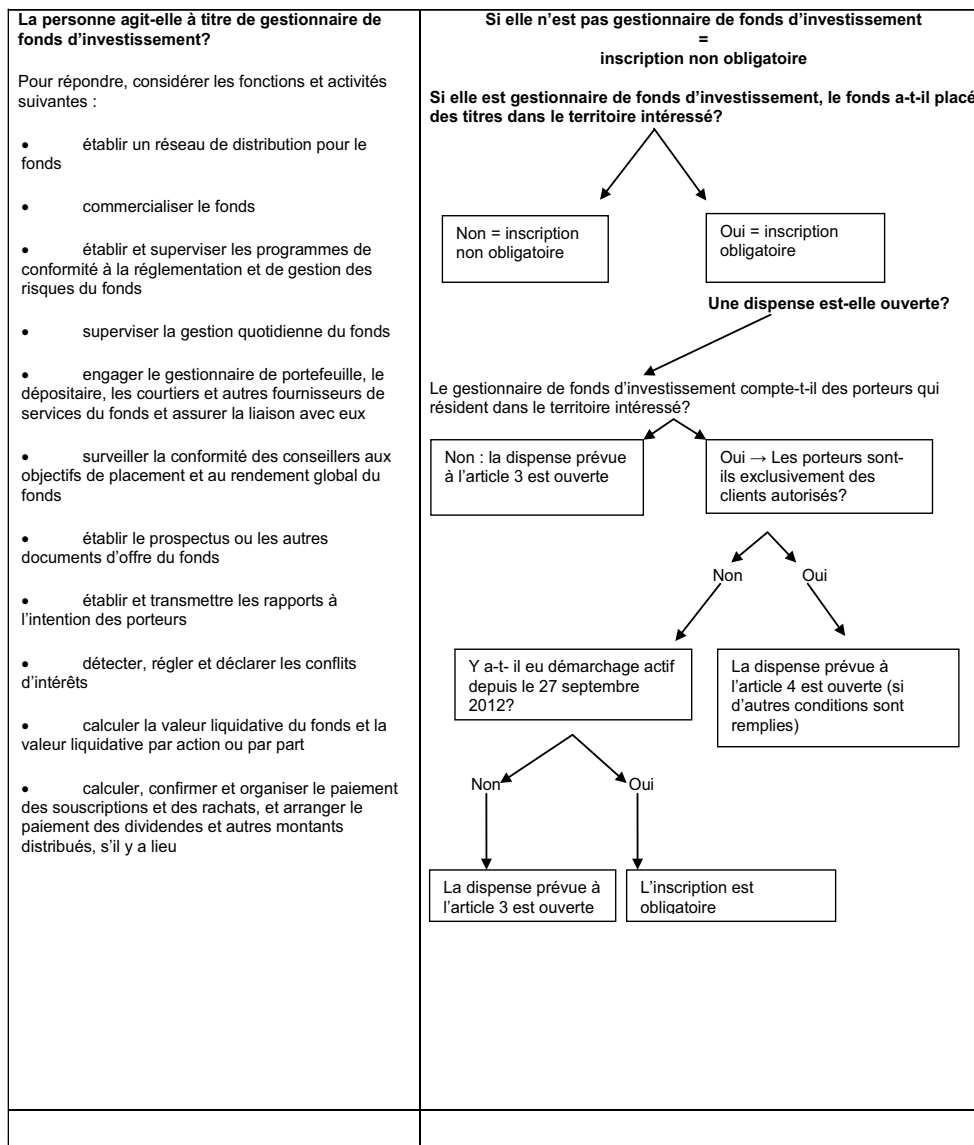 La personne agit-elle à titre de gestionnaire de
fonds d’investissement?
Pour répondre, considérer les fonctions et activités
suivantes :
• établir un réseau de distribution pour le
fonds
• commercialiser le fonds
• établir et superviser les programmes de
conformité à la réglementation et de gestion des
risques du fonds
• superviser la gestion quotidienne du fonds
• engager le gestionnaire de portefeuille, le
dépositaire, les courtiers et autres fournisseurs de
services du fonds et assurer la liaison avec eux
• surveiller la conformité des conseillers aux
objectifs de placement et au rendement global du
fonds
• établir le prospectus ou les autres
documents d’offre du fonds
• établir et transmettre les rapports à
l’intention des porteurs
• détecter, régler et déclarer les conflits
d’intérêts
• calculer la valeur liquidative du fonds et la
valeur liquidative par action ou par part
• calculer, confirmer et organiser le paiement
des souscriptions et des rachats, et arranger le
paiement des dividendes et autres montants
distribués, s’il y a lieu
Si elle n’est pas gestionnaire de fonds d’investissement
=
inscription non obligatoire
Si elle est gestionnaire de fonds d’investissement, le fonds a-t-il placé
des titres dans le territoire intéressé?
Non = inscription
non obligatoire
Oui = inscription
obligatoire
Une dispense est-elle ouverte?
Le gestionnaire de fonds d’investissement compte-t-il des porteurs qui
résident dans le territoire intéressé?
Non : la dispense prévue
à l’article 3 est ouverte
Oui → Les porteurs sont-
ils exclusivement des
clients autorisés?
Non Oui
Y a-t- il eu démarchage actif
depuis le 27 septembre
2012?
La dispense prévue à
l’article 4 est ouverte (si
d’autres conditions sont
remplies)
Non Oui
La dispense prévue à
l’article 3 est ouverte
L’inscription est
obligatoire